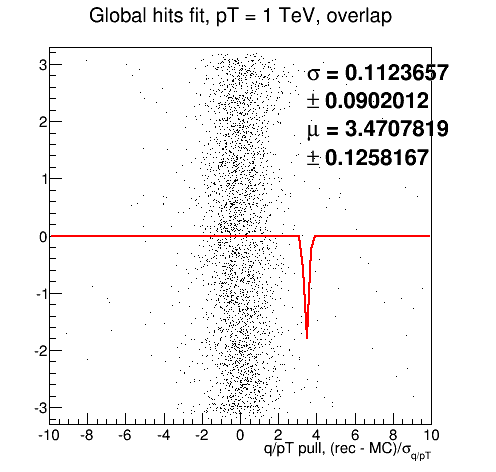 Global hits fit, pT = 1 TeV, overlap
σ = 0.1123657
± 0.0902012
μ = 3.4707819
± 0.1258167
3
2
1
0
-1
-2
-3
-10 -8 -6 -4 -2 0 2 4 6 8 10
q/pT pull, (rec - MC)/σq/pT